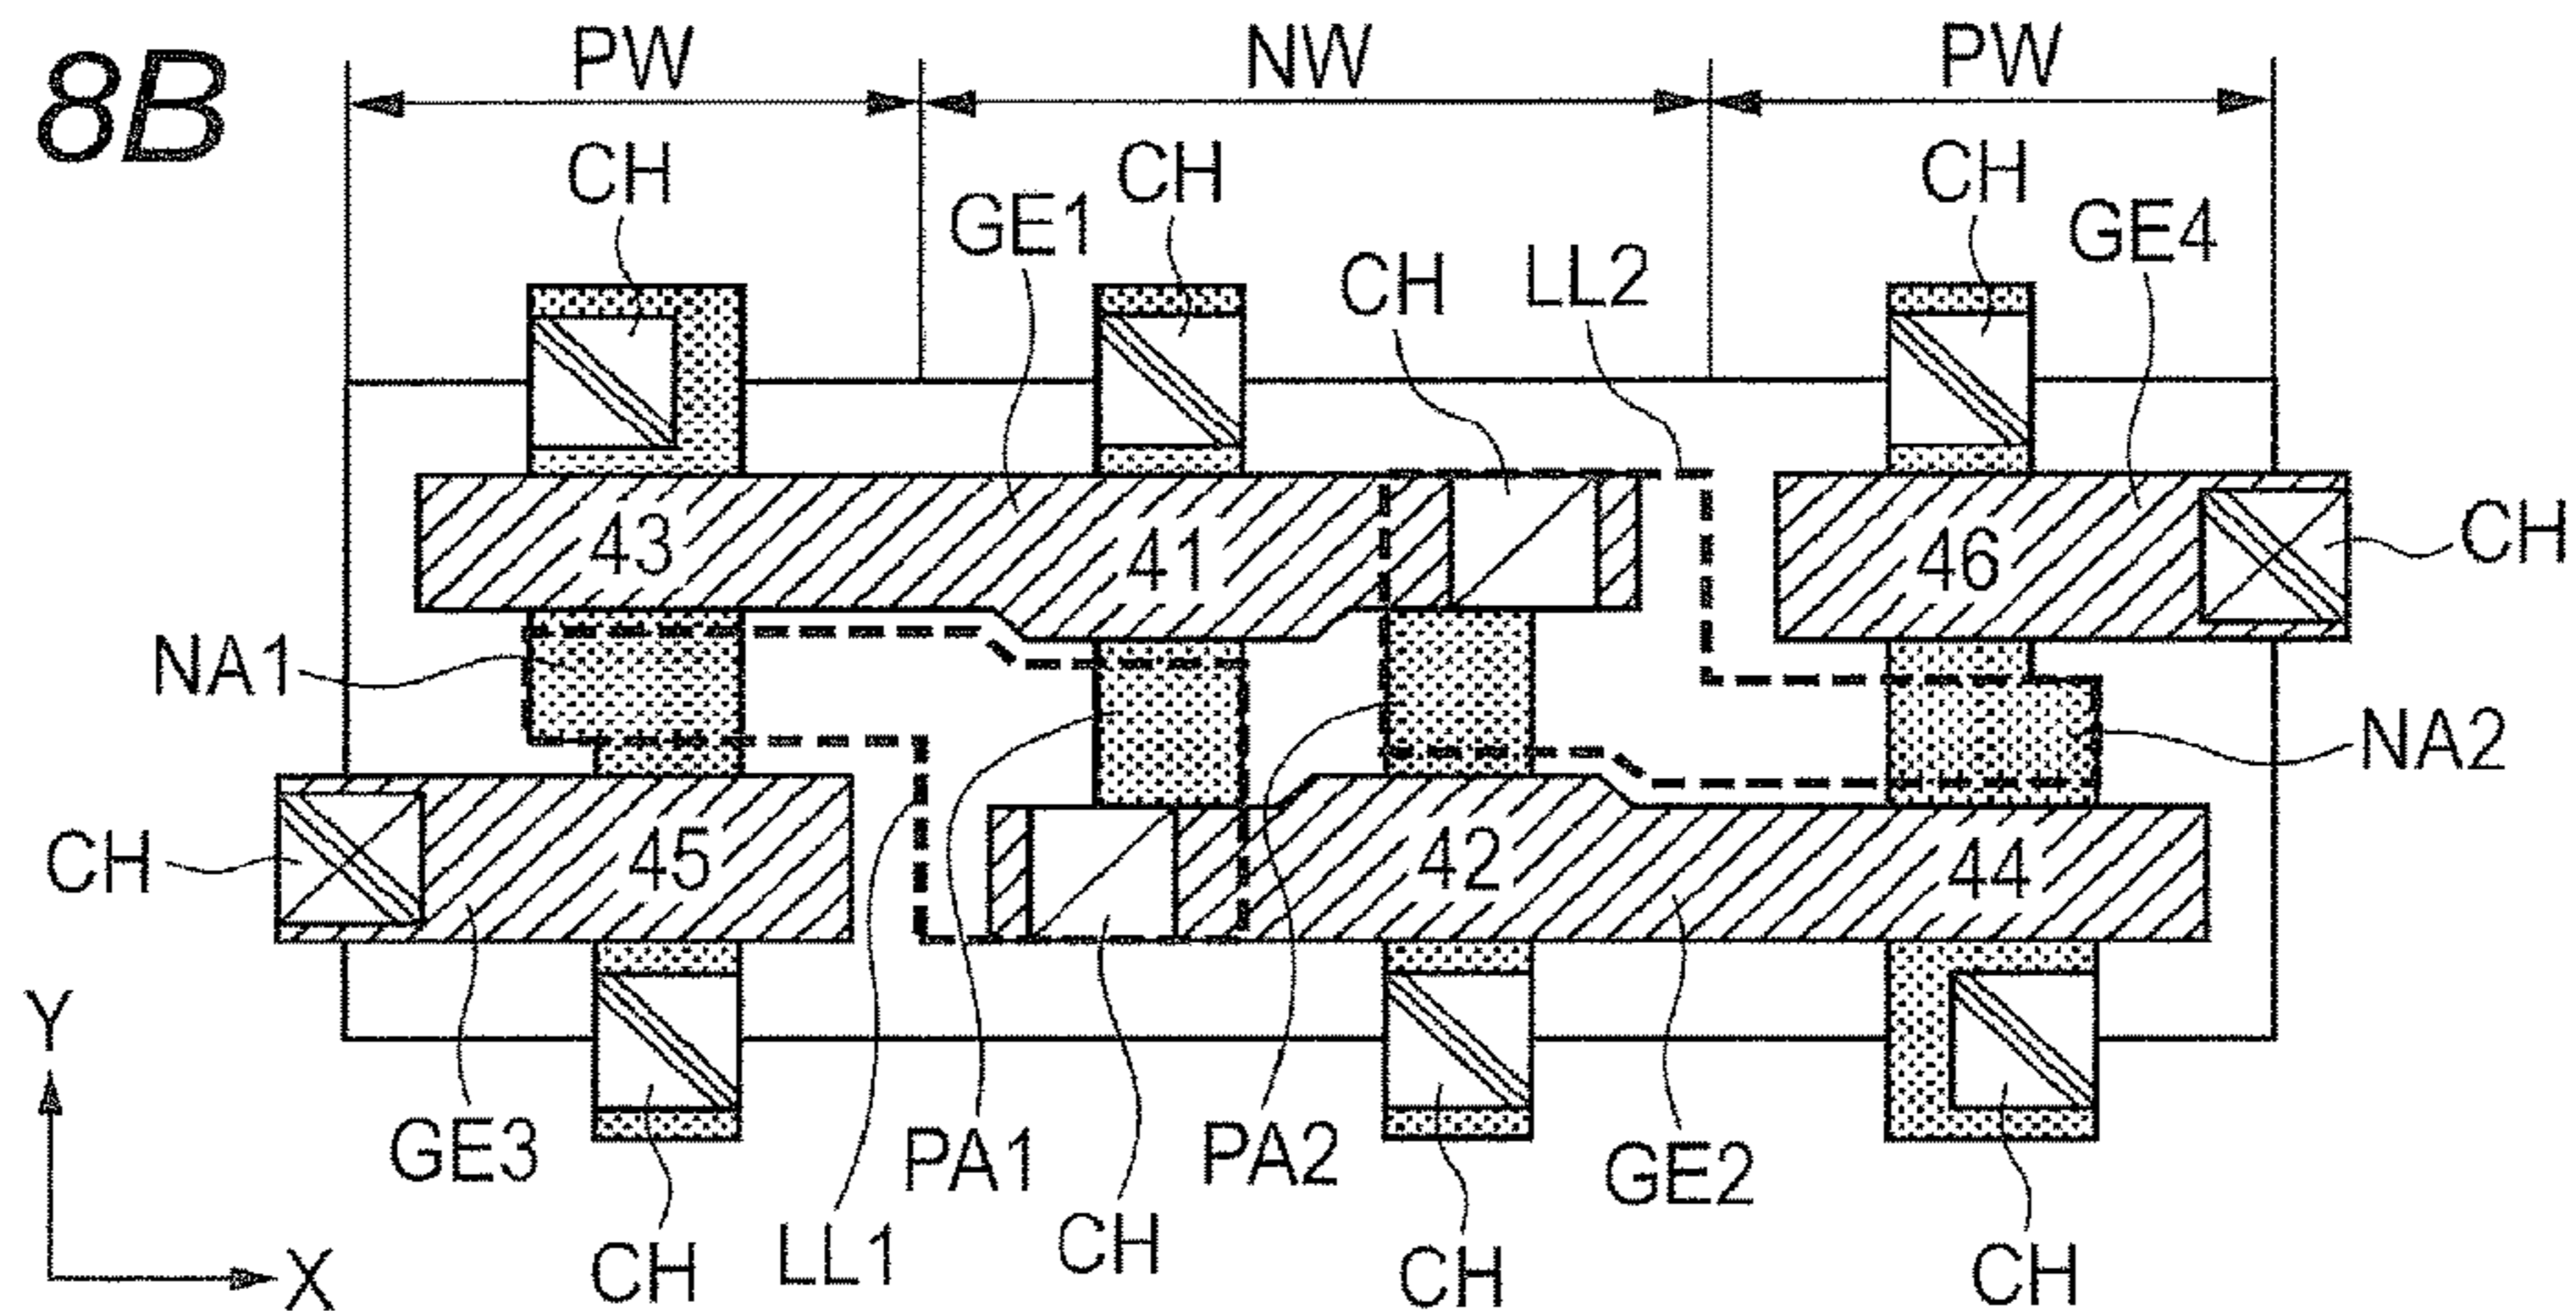 8B
PW NW PW
CH CH CH
GE1 GE4
CH LL2
43 41 46 CH
NA1 NA2
CH 45 42 44
Y
GE3 PA1 PA2 GE2
LL1 CH
CH CH CH
X